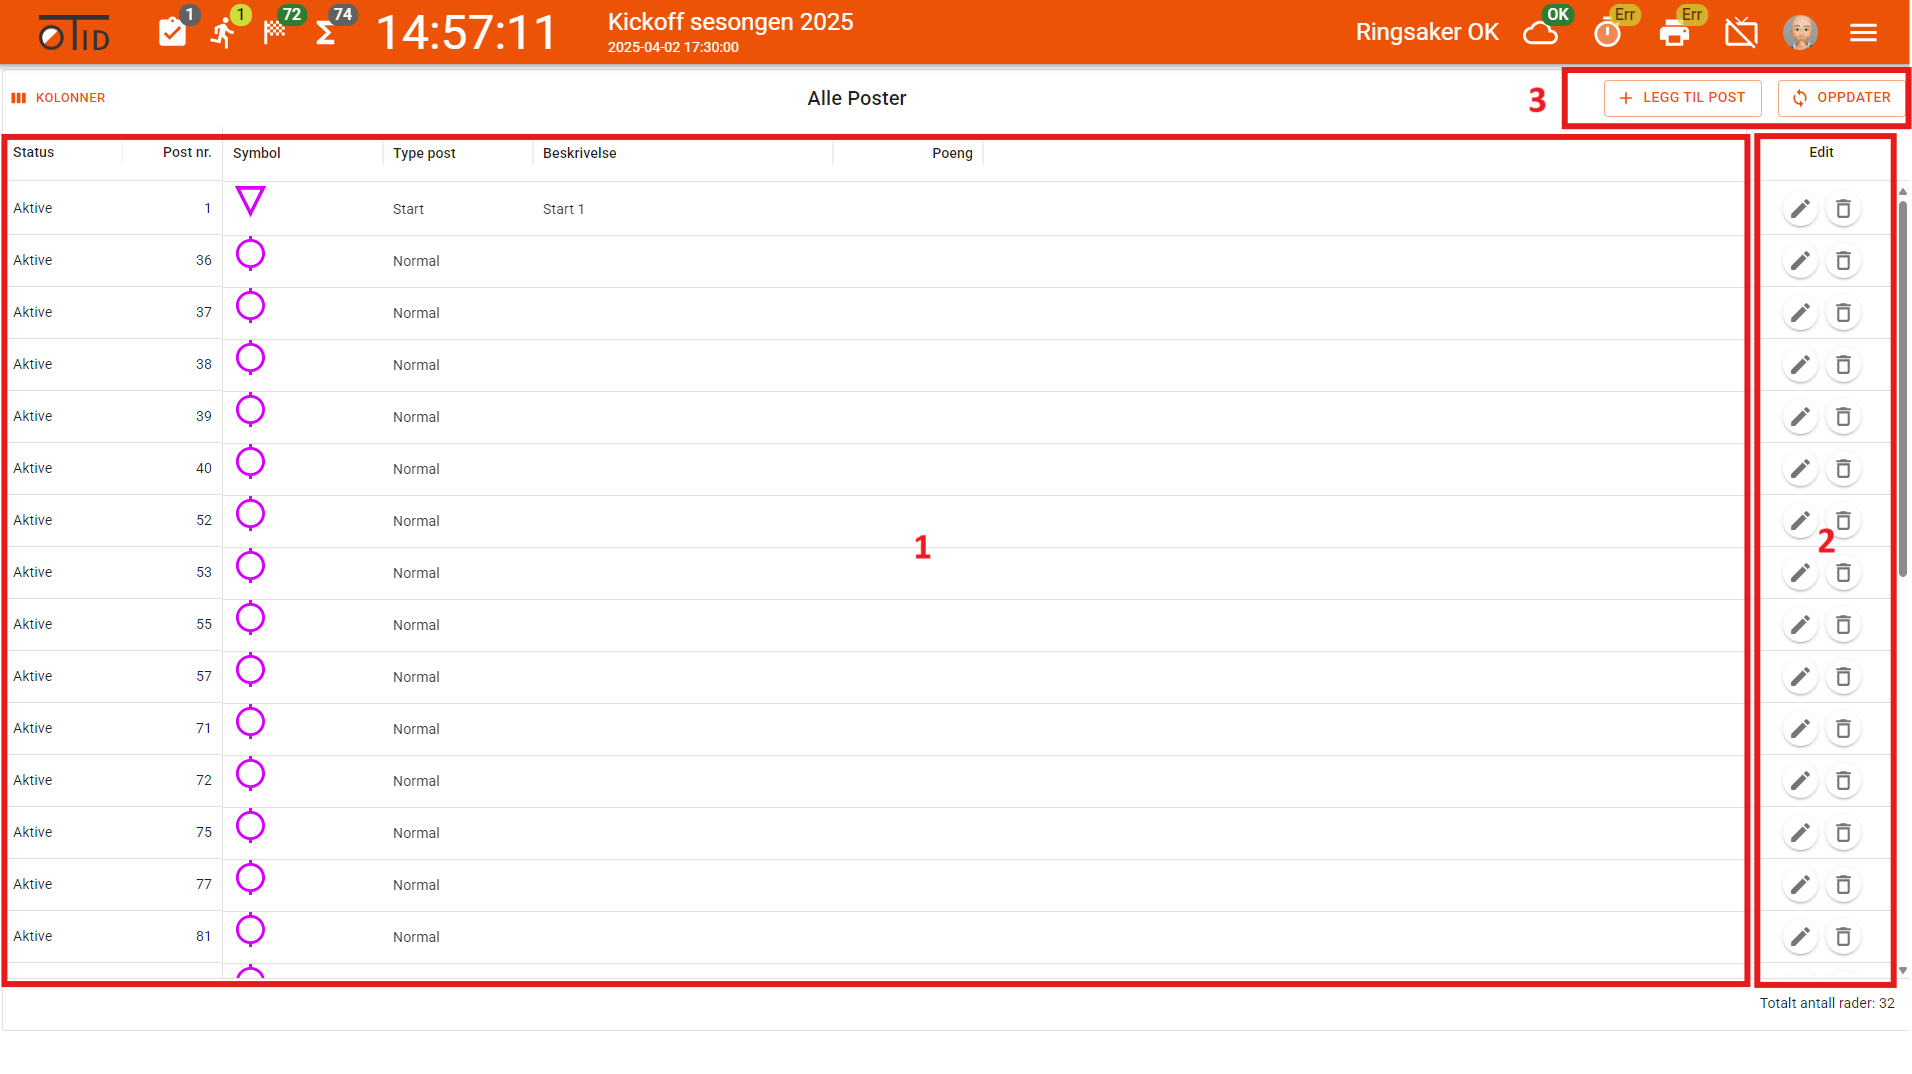 OTID
1
1
72
74
14:57:11
Kickoff sesongen 2025
2025-04-02 17:30:00
Ringsaker OK
OK
Err
Err
KOLONNER
Alle Poster
3
LEGG TIL POST
OPPDATER
Status Post nr. Symbol Type post Beskrivelse Poeng Edit
Aktive 1 Start Start 1
Aktive 36 Normal
Aktive 37 Normal
Aktive 38 Normal
Aktive 39 Normal
Aktive 40 Normal
Aktive 52 Normal
1
2
Aktive 53 Normal
Aktive 55 Normal
Aktive 57 Normal
Aktive 71 Normal
Aktive 72 Normal
Aktive 75 Normal
Aktive 77 Normal
Aktive 81 Normal
Totalt antall rader: 32